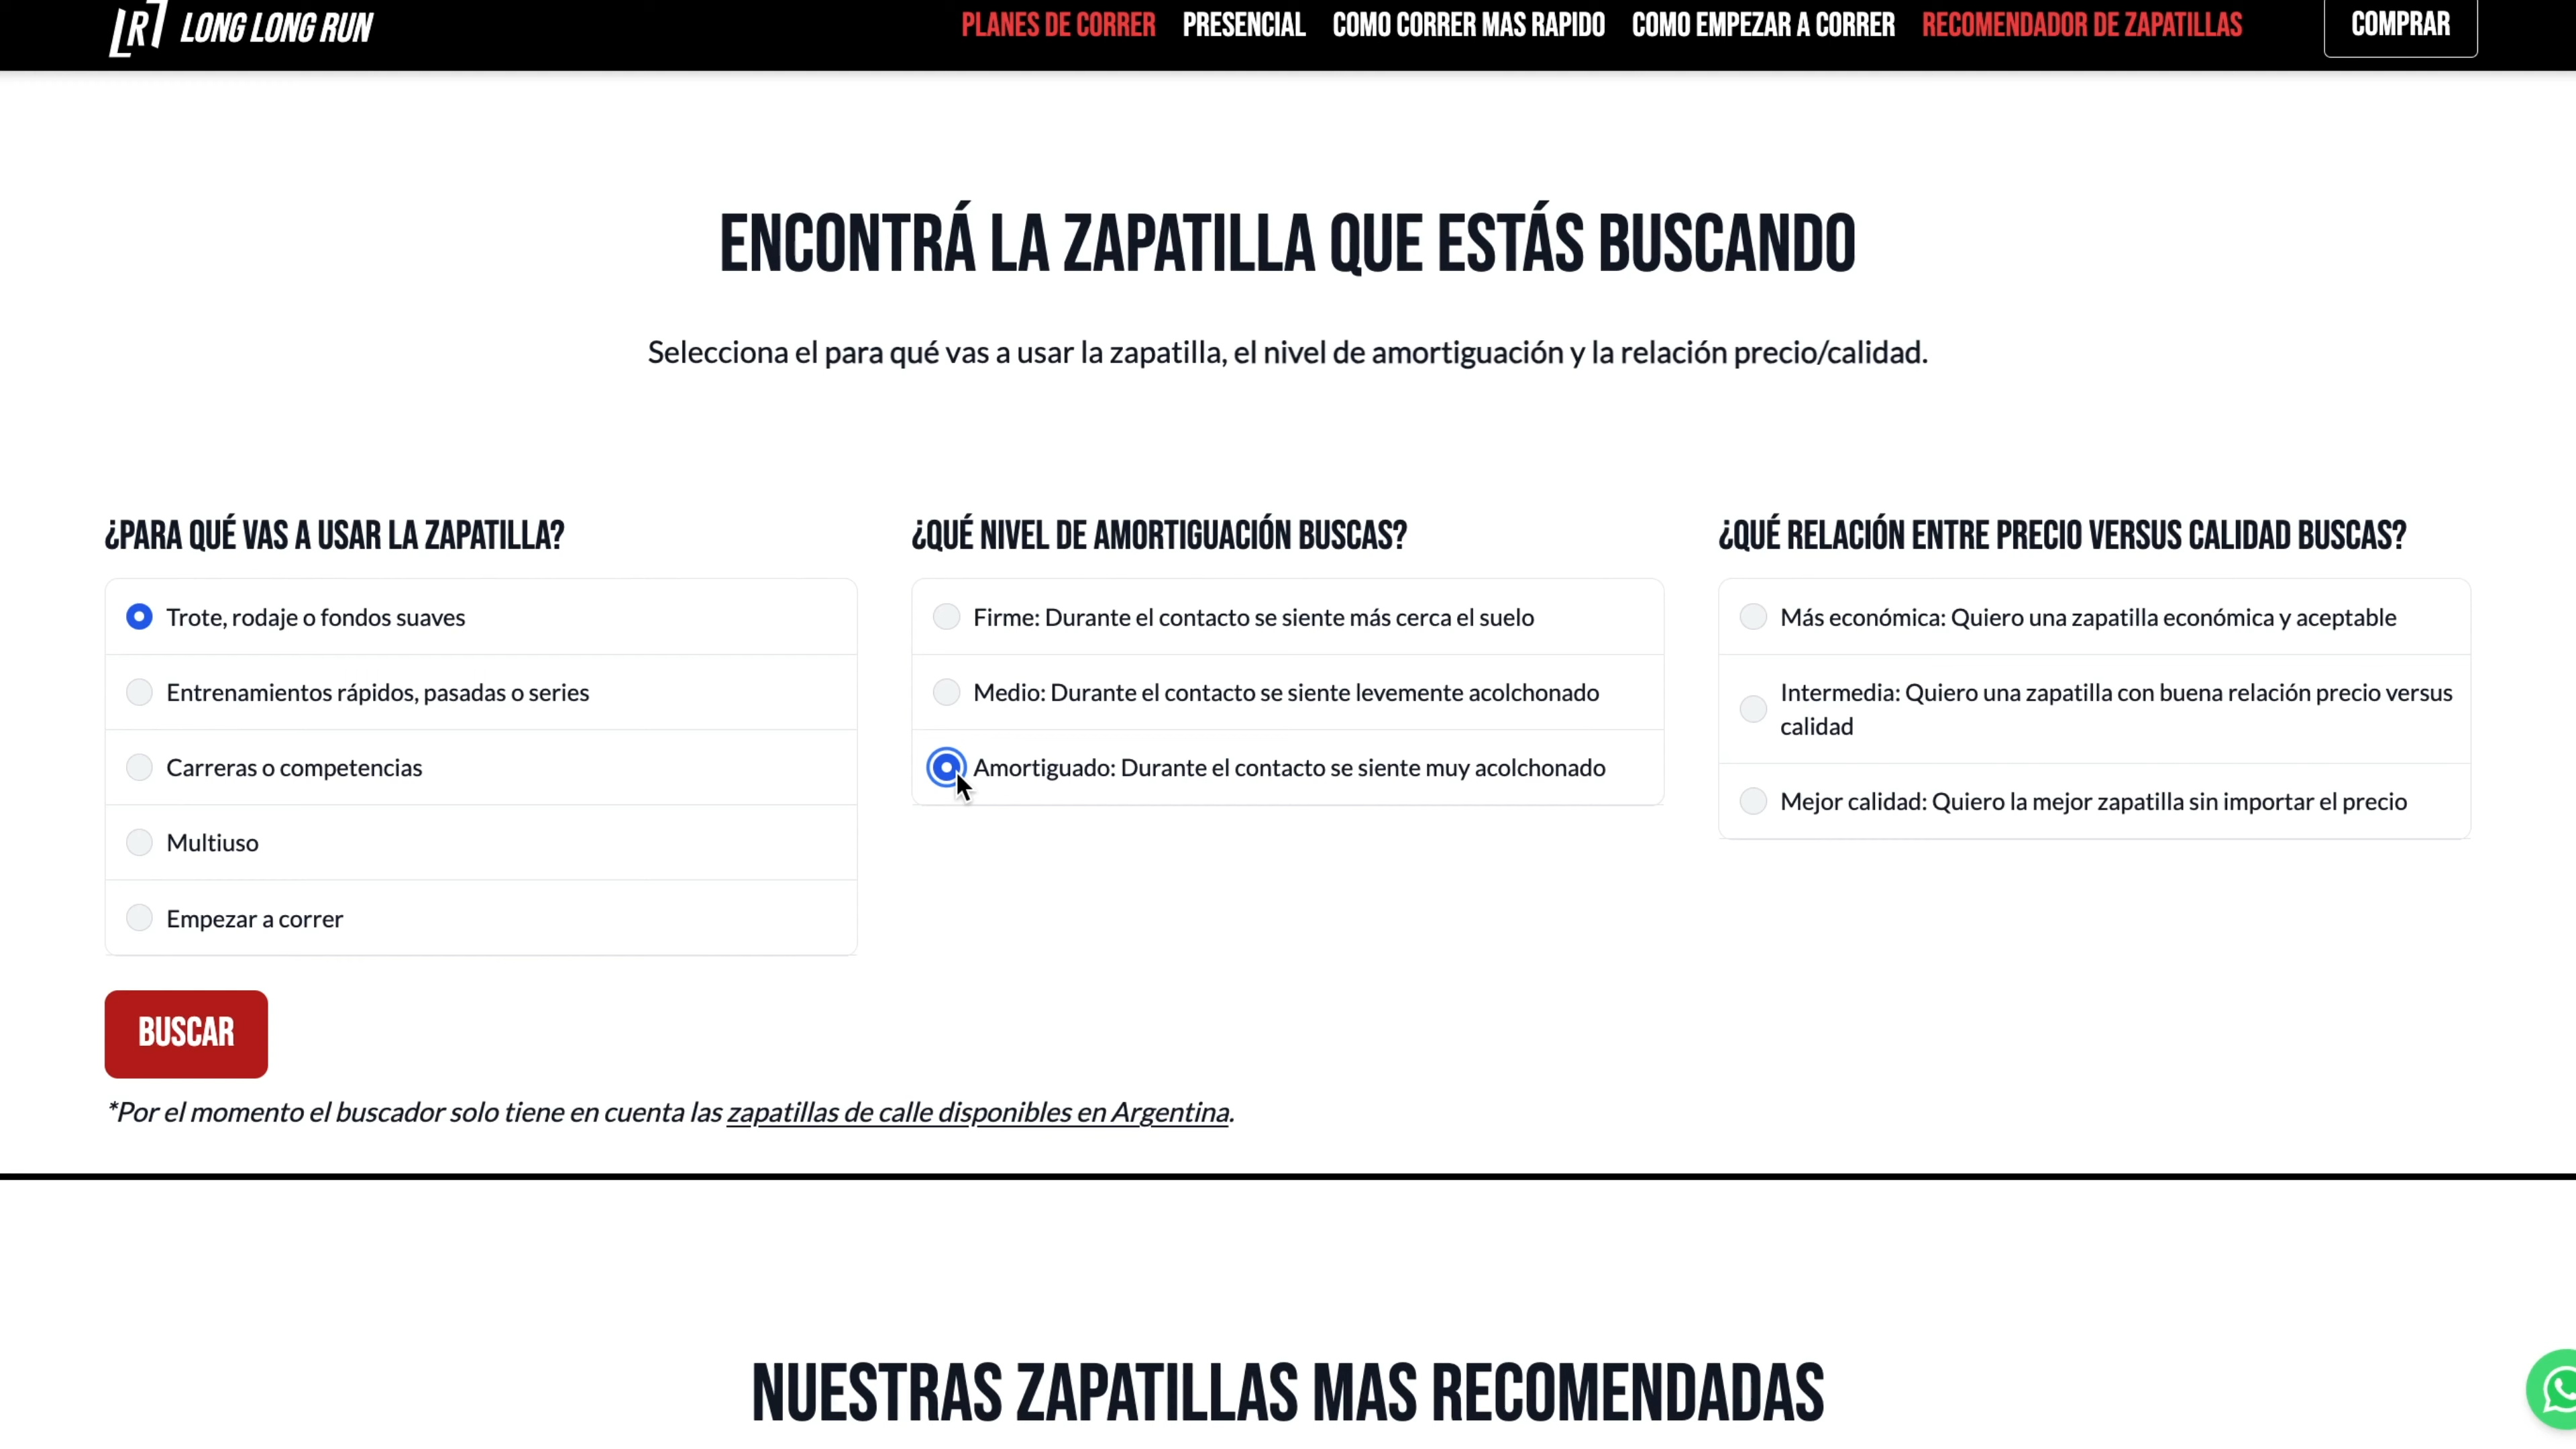 LR LONG LONG RUN
PLANES DE CORRER PRESENCIAL COMO CORRER MAS RAPIDO COMO EMPEZAR A CORRER RECOMENDADOR DE ZAPATILLAS COMPRAR
ENCONTRÁ LA ZAPATILLA QUE ESTÁS BUSCANDO
Selecciona el para qué vas a usar la zapatilla, el nivel de amortiguación y la relación precio/calidad.
¿PARA QUÉ VAS A USAR LA ZAPATILLA?
Trote, rodaje o fondos suaves
Entrenamientos rápidos, pasadas o series
Carreras o competencias
Multiuso
Empezar a correr
¿QUÉ NIVEL DE AMORTIGUACIÓN BUSCAS?
Firme: Durante el contacto se siente más cerca el suelo
Medio: Durante el contacto se siente levemente acolchonado
Amortiguado: Durante el contacto se siente muy acolchonado
¿QUÉ RELACIÓN ENTRE PRECIO VERSUS CALIDAD BUSCAS?
Más económica: Quiero una zapatilla económica y aceptable
Intermedia: Quiero una zapatilla con buena relación precio versus
calidad
Mejor calidad: Quiero la mejor zapatilla sin importar el precio
BUSCAR
*Por el momento el buscador solo tiene en cuenta las zapatillas de calle disponibles en Argentina.
NUESTRAS ZAPATILLAS MAS RECOMENDADAS